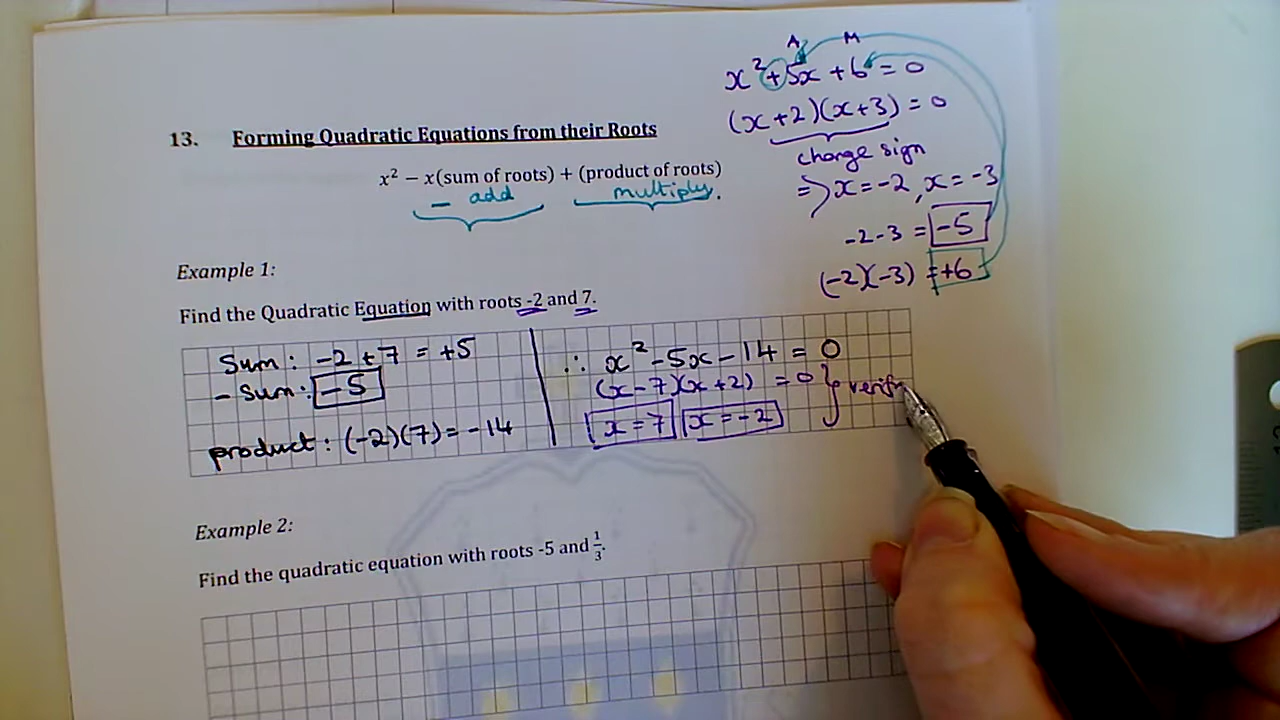 A M
x² + 5x + 6 = 0
(x + 2)(x + 3) = 0
change sign
⇒ x = -2, x = -3
-2 - 3 = -5
(-2)(-3) = +6
13. Forming Quadratic Equations from their Roots
x² − x(sum of roots) + (product of roots)
- add multiply.
Example 1:
Find the Quadratic Equation with roots -2 and 7.
Sum: -2 + 7 = +5
- Sum: -5
product: (-2)(7) = -14
∴ x² - 5x - 14 = 0
(x - 7)(x + 2) = 0 } verify
x = 7 x = -2
Example 2:
Find the quadratic equation with roots -5 and 1/3.